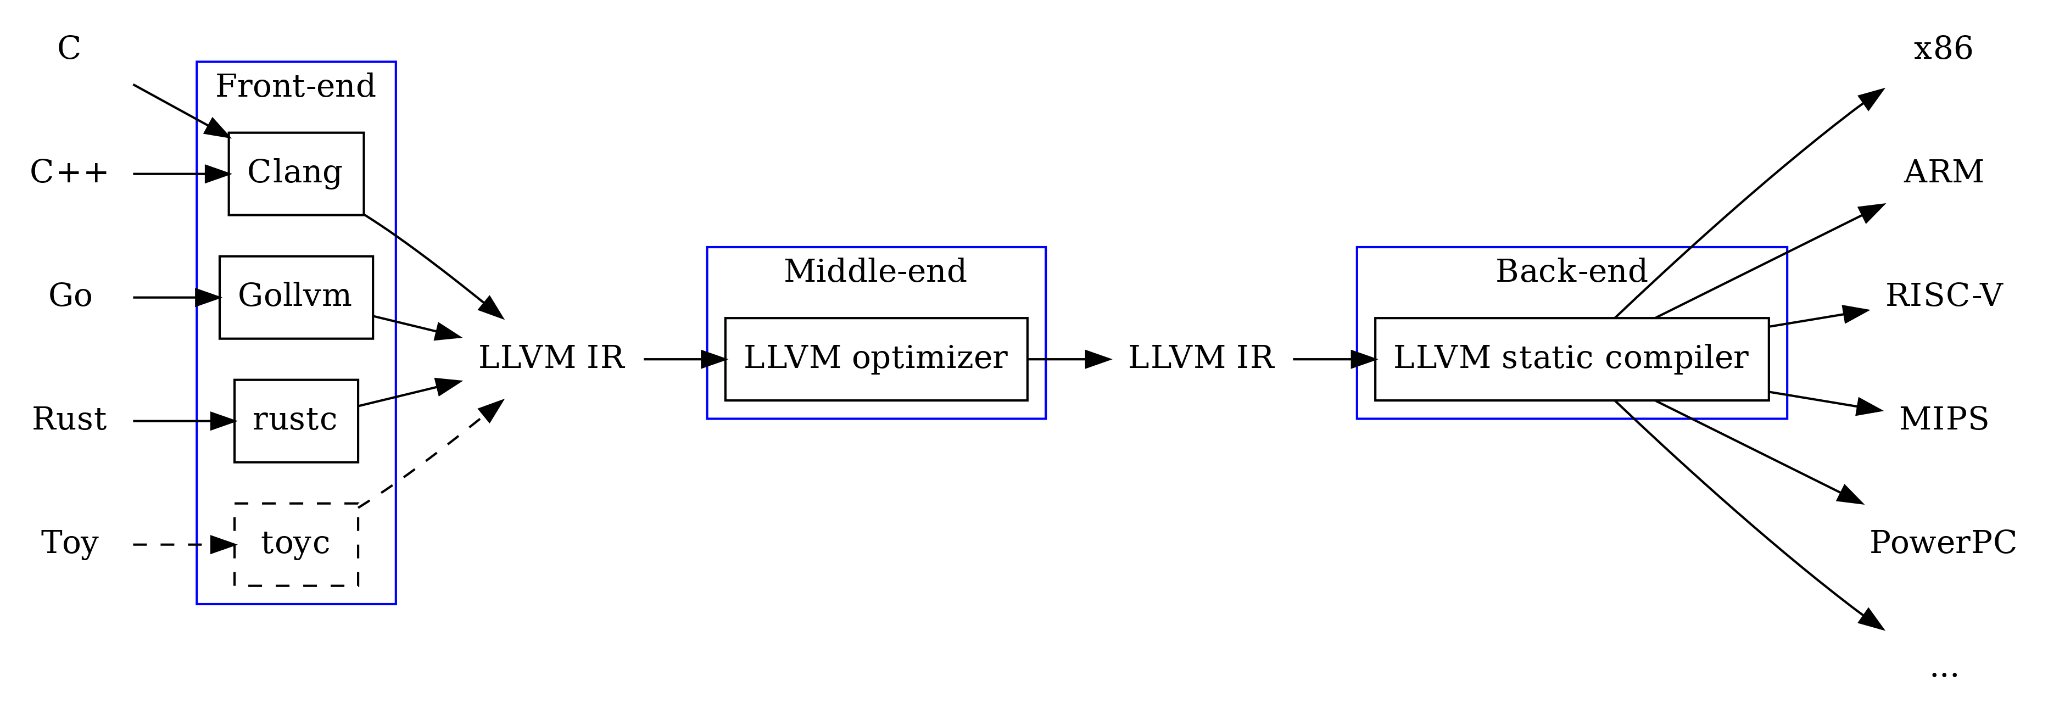 C
C++
Go
Rust
Toy
Front-end
Clang
Gollvm
rustc
toyc
LLVM IR
Middle-end
LLVM optimizer
LLVM IR
Back-end
LLVM static compiler
x86
ARM
RISC-V
MIPS
PowerPC
...